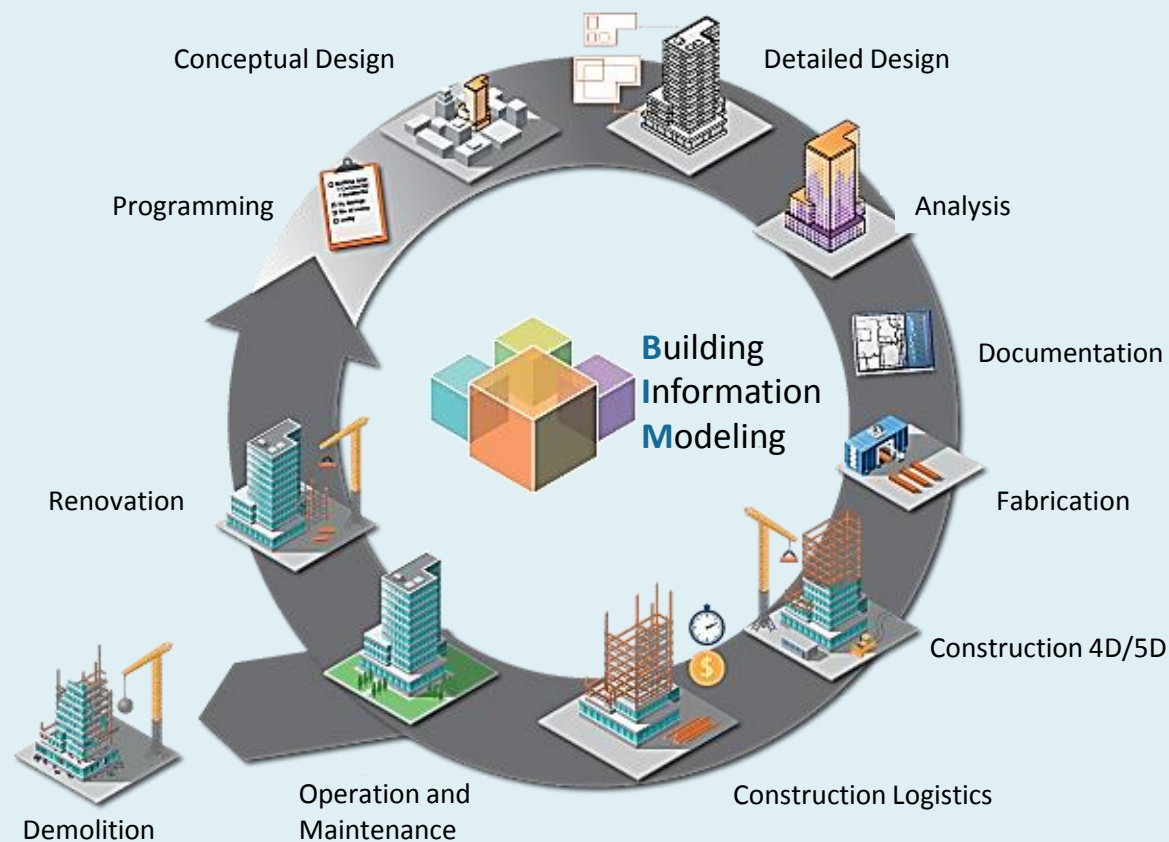 Conceptual Design
Detailed Design
Programming
Analysis
Building
Information
Modeling
Documentation
Renovation
Fabrication
Construction 4D/5D
$
Operation and
Maintenance
Construction Logistics
Demolition